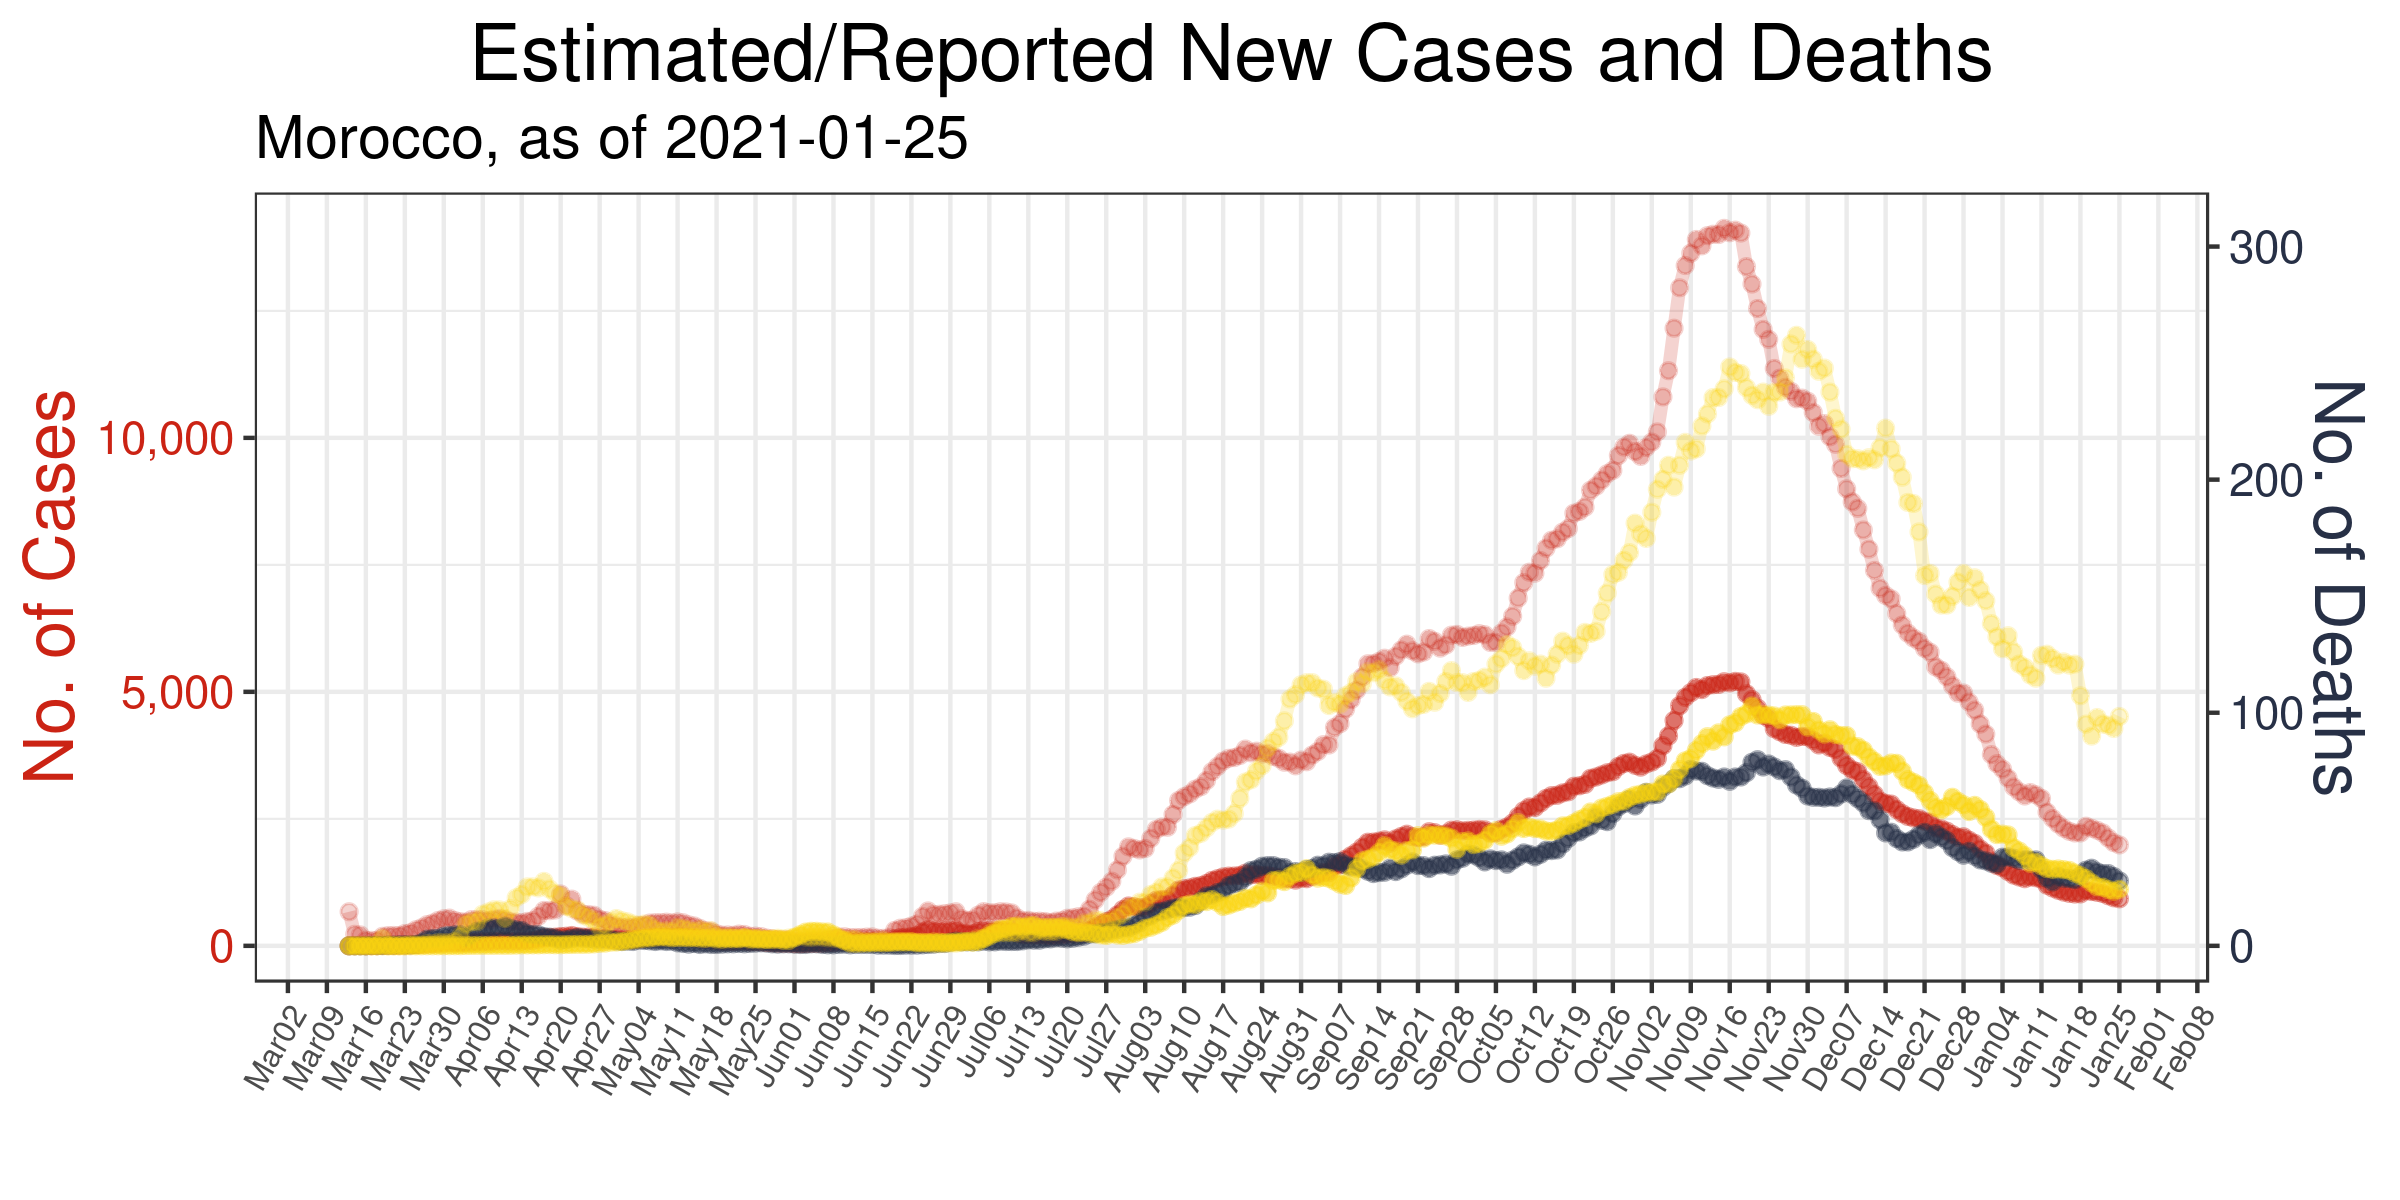 Estimated/Reported New Cases and Deaths
Morocco, as of 2021-01-25
No. of Cases
10,000
5,000
0
300
200
100
0
No. of Deaths
Mar02
Mar09
Mar16
Mar23
Mar30
Apr06
Apr13
Apr20
Apr27
May04
May11
May18
May25
Jun01
Jun08
Jun15
Jun22
Jun29
Jul06
Jul13
Jul20
Jul27
Aug03
Aug10
Aug17
Aug24
Aug31
Sep07
Sep14
Sep21
Sep28
Oct05
Oct12
Oct19
Oct26
Nov02
Nov09
Nov16
Nov23
Nov30
Dec07
Dec14
Dec21
Dec28
Jan04
Jan11
Jan18
Jan25
Feb01
Feb08